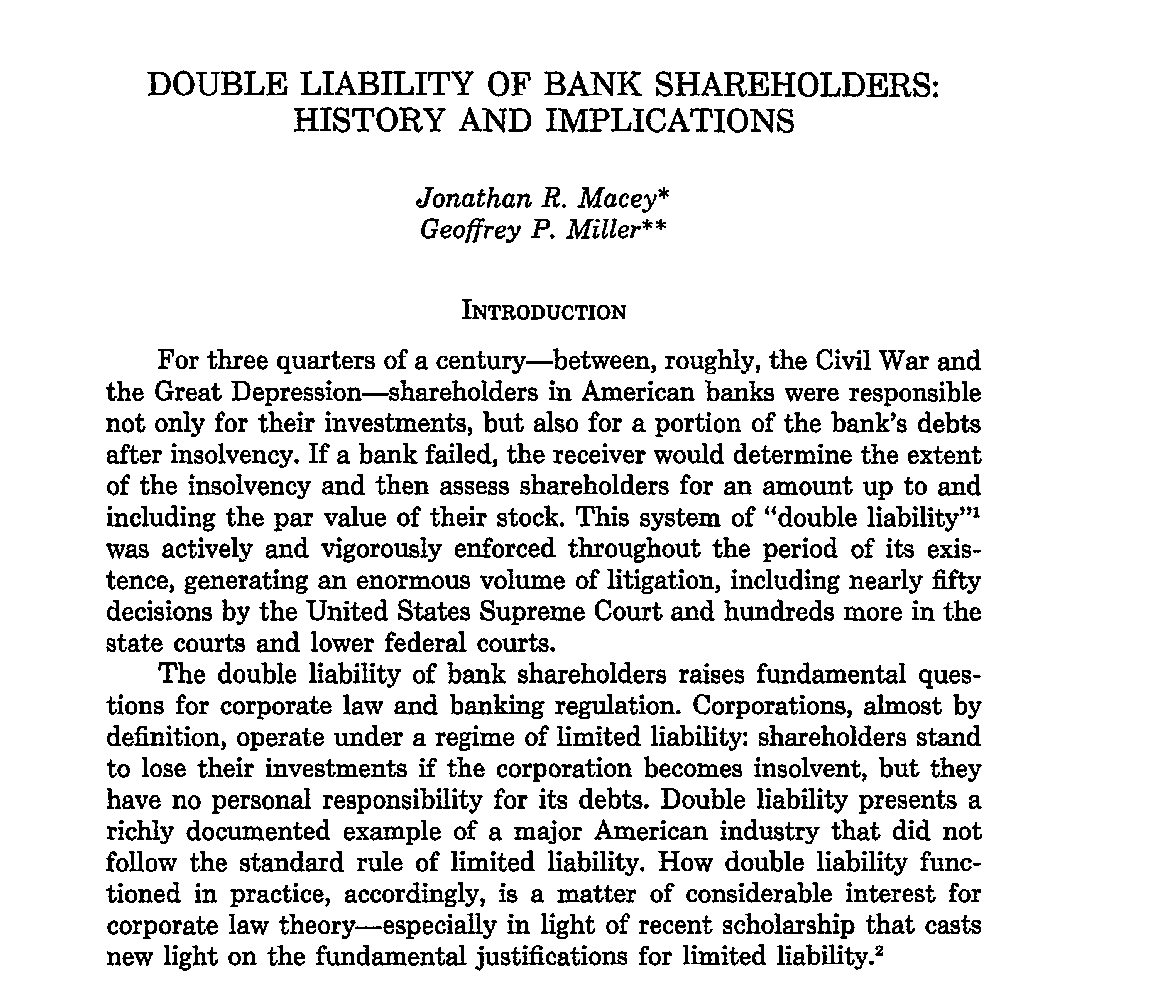 DOUBLE LIABILITY OF BANK SHAREHOLDERS:
HISTORY AND IMPLICATIONS
Jonathan R. Macey*
Geoffrey P. Miller**
INTRODUCTION
For three quarters of a century—between, roughly, the Civil War and
the Great Depression—shareholders in American banks were responsible
not only for their investments, but also for a portion of the bank's debts
after insolvency. If a bank failed, the receiver would determine the extent
of the insolvency and then assess shareholders for an amount up to and
including the par value of their stock. This system of "double liability"¹
was actively and vigorously enforced throughout the period of its exis-
tence, generating an enormous volume of litigation, including nearly fifty
decisions by the United States Supreme Court and hundreds more in the
state courts and lower federal courts.
The double liability of bank shareholders raises fundamental ques-
tions for corporate law and banking regulation. Corporations, almost by
definition, operate under a regime of limited liability: shareholders stand
to lose their investments if the corporation becomes insolvent, but they
have no personal responsibility for its debts. Double liability presents a
richly documented example of a major American industry that did not
follow the standard rule of limited liability. How double liability func-
tioned in practice, accordingly, is a matter of considerable interest for
corporate law theory—especially in light of recent scholarship that casts
new light on the fundamental justifications for limited liability.²